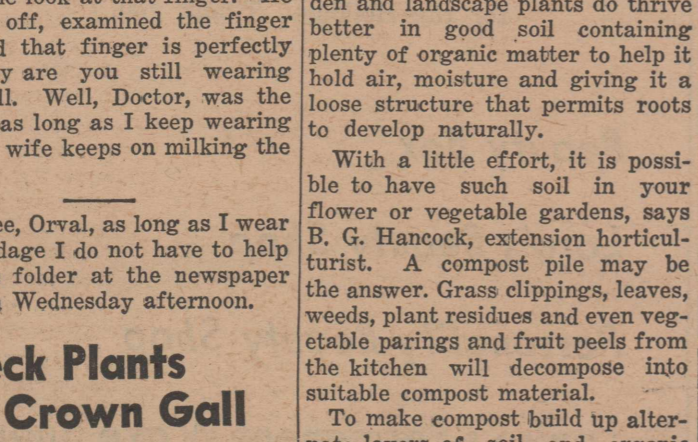 off, examined the finger
that finger is perfectly
are you still wearing
Well, Doctor, was the
as long as I keep wearing
wife keeps on milking the
Orval, as long as I wear
I do not have to help
folder at the newspaper
Wednesday afternoon.
Plants
Crown Gall
den and landscape plants do thrive
better in good soil containing
plenty of organic matter to help it
hold air, moisture and giving it a
loose structure that permits roots
to develop naturally.
With a little effort, it is possi-
ble to have such soil in your
flower or vegetable gardens, says
B. G. Hancock, extension horticul-
turist. A compost pile may be
the answer. Grass clippings, leaves,
weeds, plant residues and even veg-
etable parings and fruit peels from
the kitchen will decompose into
suitable compost material.
To make compost build up alter-